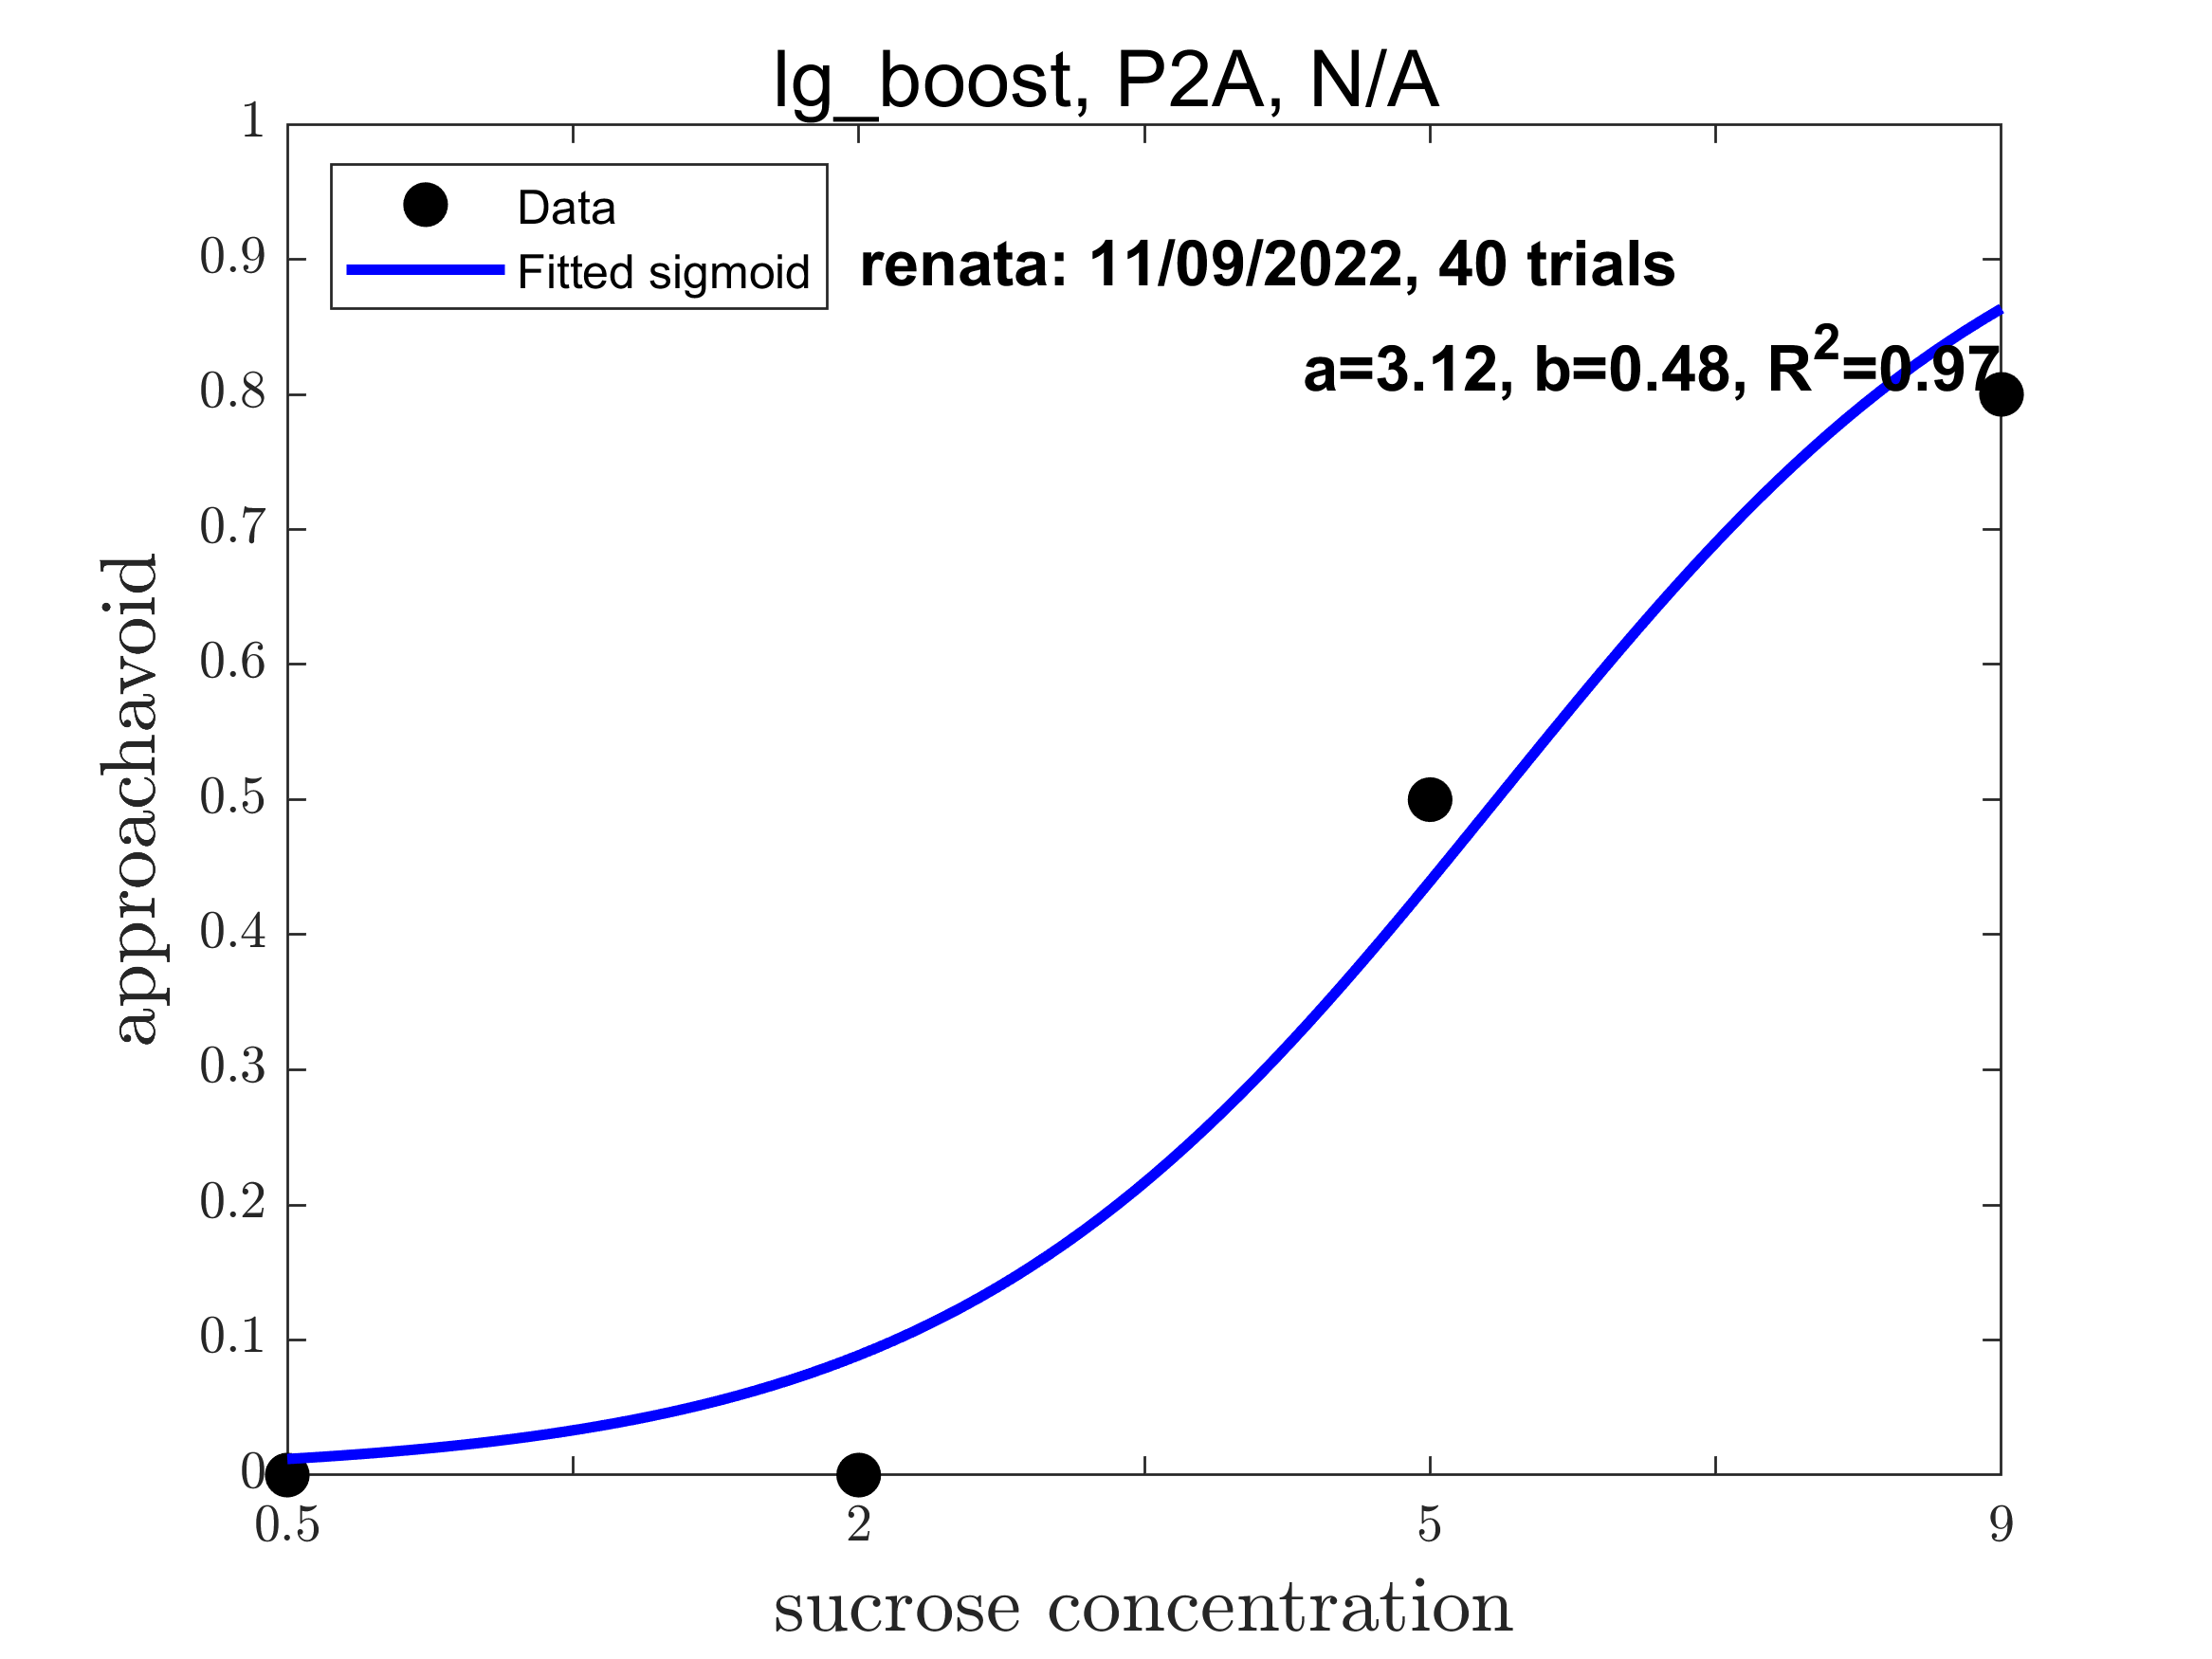 lg_boost, P2A, N/A
Data
Fitted sigmoid
renata: 11/09/2022, 40 trials
a=3.12, b=0.48, R²=0.97
approachavoid
1
0.9
0.8
0.7
0.6
0.5
0.4
0.3
0.2
0.1
0
0.5 2 5 9
sucrose concentration